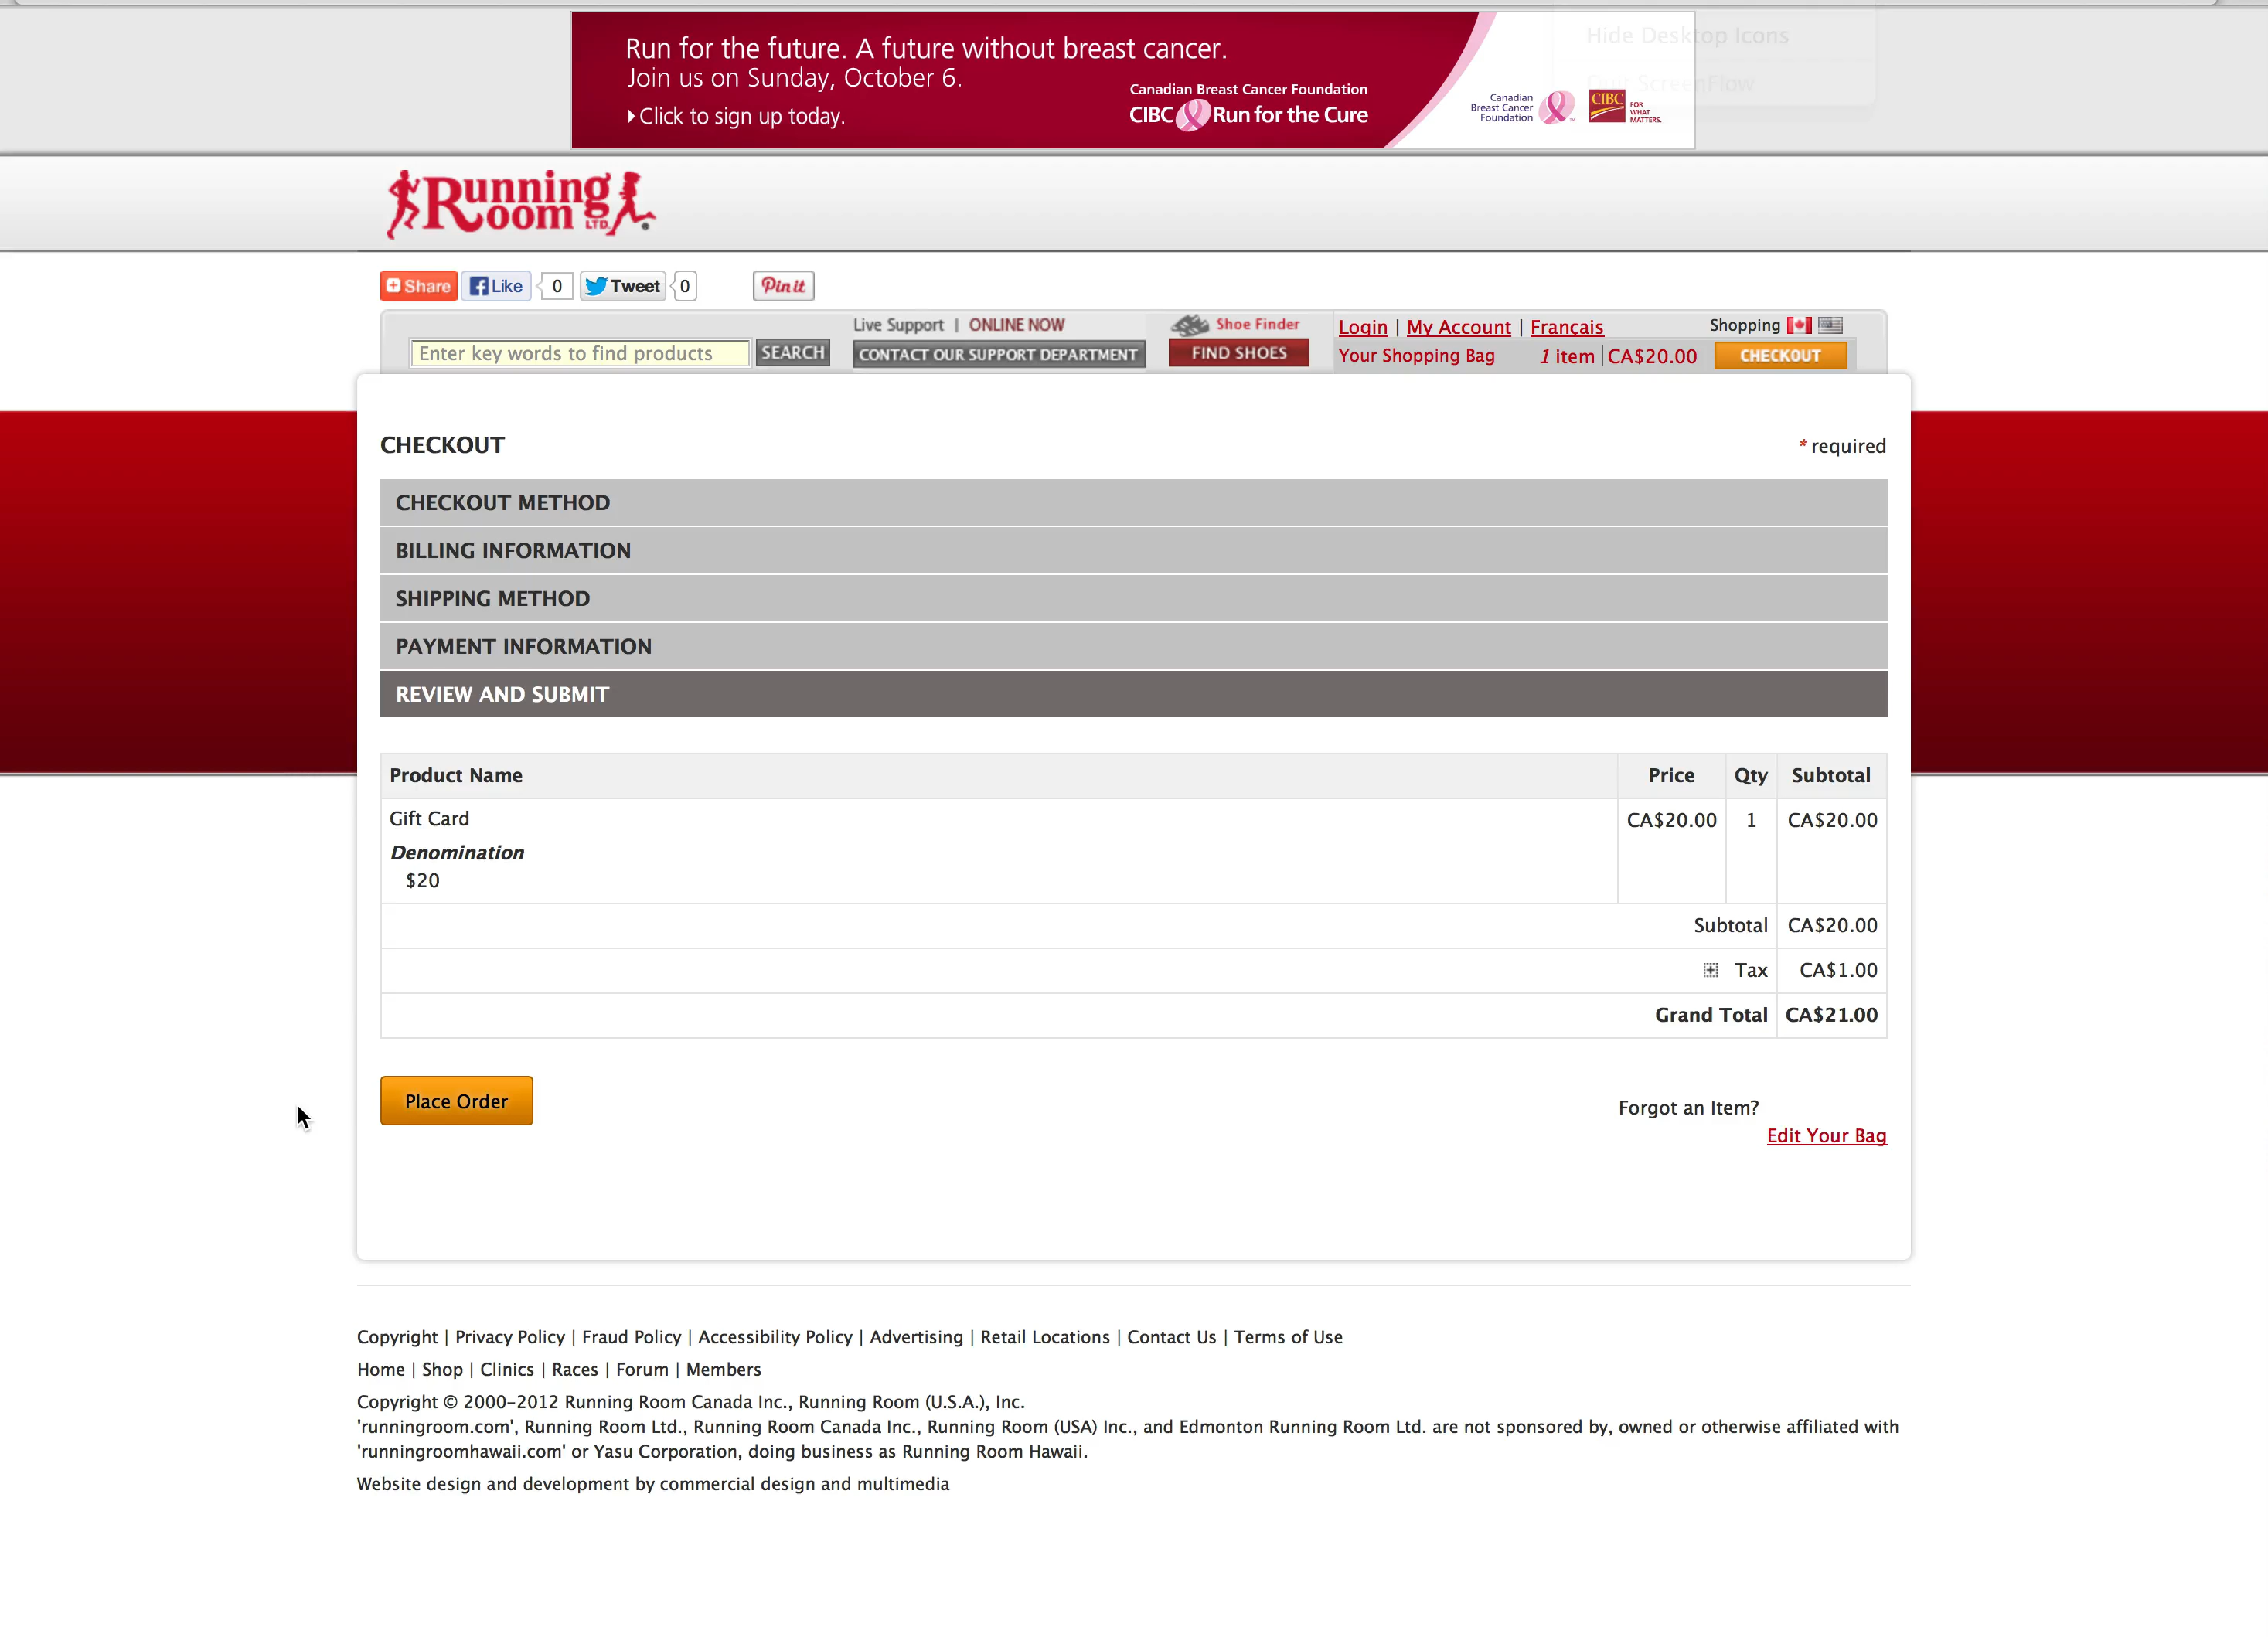 Hide Desktop Icons
Run for the future. A future without breast cancer.
Join us on Sunday, October 6.
Click to sign up today.
Canadian Breast Cancer Foundation
CIBC Run for the Cure
Canadian
Breast Cancer
Foundation
CIBC
FOR
WHAT
MATTERS.
Running
Room
LTD.
Share
Like
0
Tweet
0
Pin it
Live Support | ONLINE NOW
Shoe Finder
Login | My Account | Français
Shopping
Enter key words to find products
SEARCH
CONTACT OUR SUPPORT DEPARTMENT
FIND SHOES
Your Shopping Bag
1 item
CA$20.00
CHECKOUT
CHECKOUT
* required
CHECKOUT METHOD
BILLING INFORMATION
SHIPPING METHOD
PAYMENT INFORMATION
REVIEW AND SUBMIT
Product Name Price Qty Subtotal
Gift Card CA$20.00 1 CA$20.00
Denomination
$20
Subtotal CA$20.00
Tax CA$1.00
Grand Total CA$21.00
Place Order
Forgot an Item?
Edit Your Bag
Copyright | Privacy Policy | Fraud Policy | Accessibility Policy | Advertising | Retail Locations | Contact Us | Terms of Use
Home | Shop | Clinics | Races | Forum | Members
Copyright © 2000-2012 Running Room Canada Inc., Running Room (U.S.A.), Inc.
'runningroom.com', Running Room Ltd., Running Room Canada Inc., Running Room (USA) Inc., and Edmonton Running Room Ltd. are not sponsored by, owned or otherwise affiliated with
'runningroomhawaii.com' or Yasu Corporation, doing business as Running Room Hawaii.
Website design and development by commercial design and multimedia